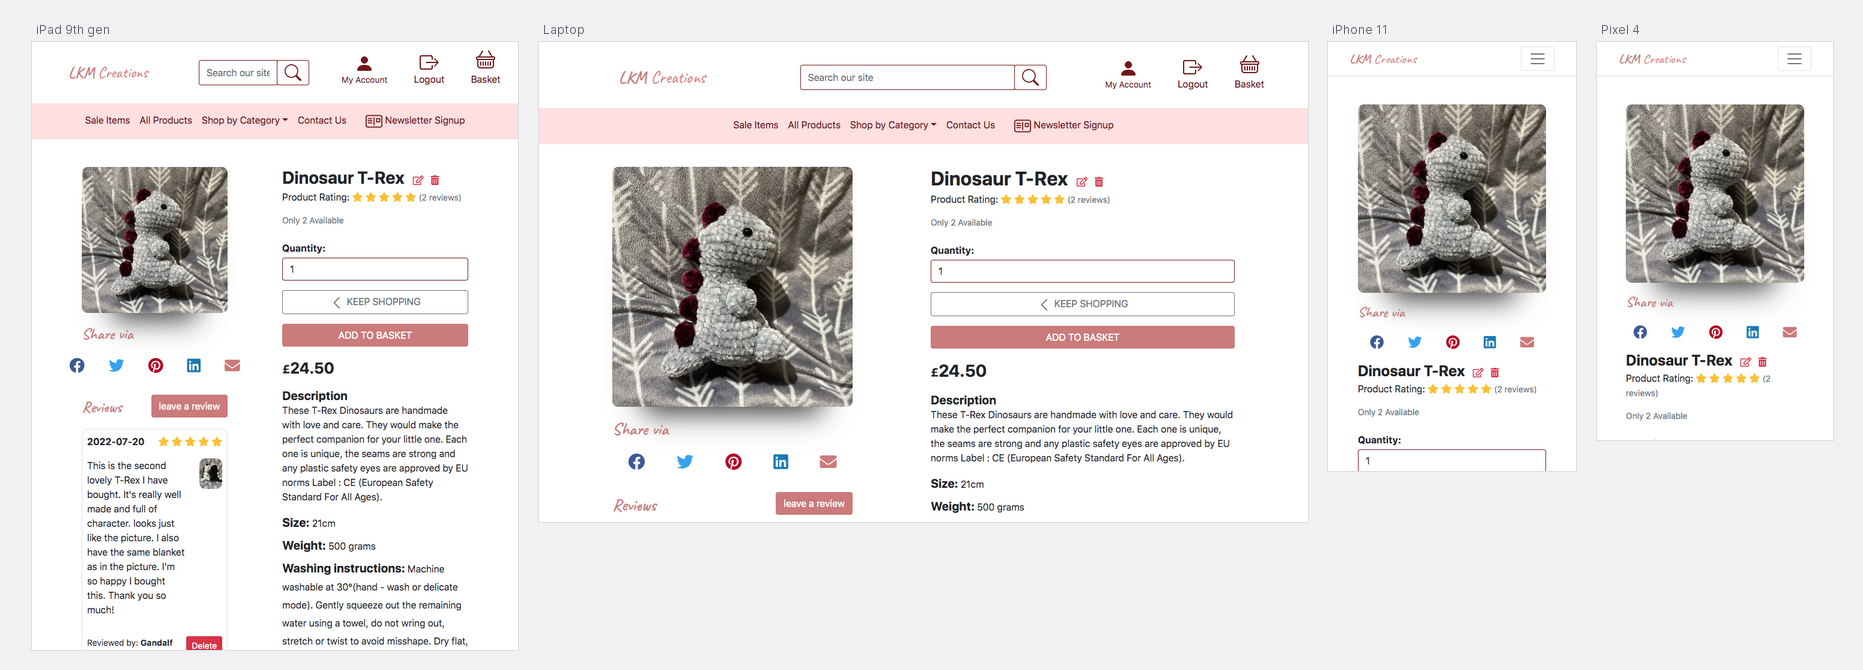 iPad 9th gen
LKM Creations
Search our site
My Account
Logout
Basket
Sale Items
All Products
Shop by Category
Contact Us
Newsletter Signup
Share via
Reviews
leave a review
2022-07-20
This is the second
lovely T-Rex I have
bought. It's really well
made and full of
character. looks just
like the picture. I also
have the same blanket
as in the picture. I'm
so happy I bought
this. Thank you so
much!
Reviewed by: Gandalf
Delete
Dinosaur T-Rex
Product Rating:
(2 reviews)
Only 2 Available
Quantity:
1
KEEP SHOPPING
ADD TO BASKET
£24.50
Description
These T-Rex Dinosaurs are handmade
with love and care. They would make the
perfect companion for your little one. Each
one is unique, the seams are strong and
any plastic safety eyes are approved by EU
norms Label : CE (European Safety
Standard For All Ages).
Size: 21cm
Weight: 500 grams
Washing instructions: Machine
washable at 30°(hand - wash or delicate
mode). Gently squeeze out the remaining
water using a towel, do not wring out,
stretch or twist to avoid misshape. Dry flat,
Laptop
LKM Creations
Search our site
My Account
Logout
Basket
Sale Items
All Products
Shop by Category
Contact Us
Newsletter Signup
Share via
Reviews
leave a review
Dinosaur T-Rex
Product Rating:
(2 reviews)
Only 2 Available
Quantity:
1
KEEP SHOPPING
ADD TO BASKET
£24.50
Description
These T-Rex Dinosaurs are handmade with love and care. They would
make the perfect companion for your little one. Each one is unique,
the seams are strong and any plastic safety eyes are approved by EU
norms Label : CE (European Safety Standard For All Ages).
Size: 21cm
Weight: 500 grams
iPhone 11
LKM Creations
Share via
Dinosaur T-Rex
Product Rating:
(2 reviews)
Only 2 Available
Quantity:
1
Pixel 4
LKM Creations
Share via
Dinosaur T-Rex
Product Rating:
(2
reviews)
Only 2 Available